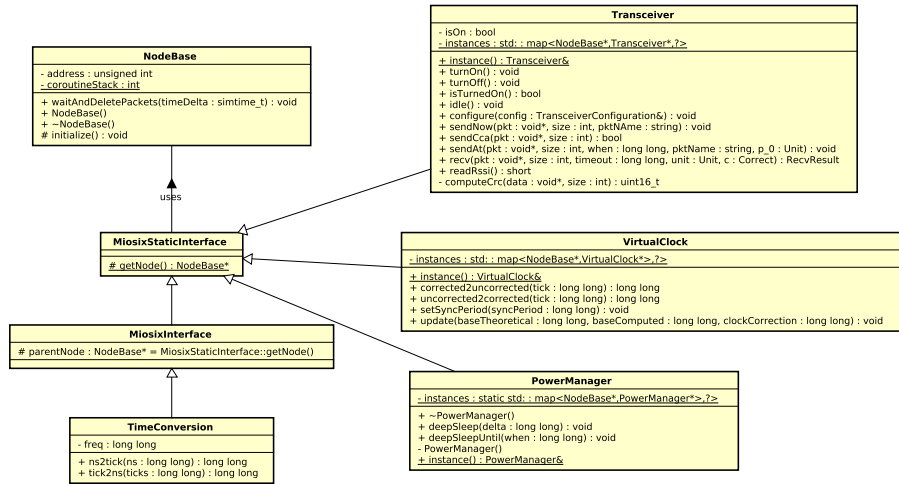 NodeBase
- address : unsigned int
- coroutineStack : int
+ waitAndDeletePackets(timeDelta : simtime_t) : void
+ NodeBase()
+ ~NodeBase()
# initialize() : void
Transceiver
- isOn : bool
- instances : std: : map<NodeBase*,Transceiver*,?>
+ instance() : Transceiver&
+ turnOn() : void
+ turnOff() : void
+ isTurnedOn() : bool
+ idle() : void
+ configure(config : TransceiverConfiguration&) : void
+ sendNow(pkt : void*, size : int, pktNAme : string) : void
+ sendCca(pkt : void*, size : int) : bool
+ sendAt(pkt : void*, size : int, when : long long, pktName : string, p_0 : Unit) : void
+ recv(pkt : void*, size : int, timeout : long long, unit : Unit, c : Correct) : RecvResult
+ readRssi() : short
- computeCrc(data : void*, size : int) : uint16_t
uses
MiosixStaticInterface
# getNode() : NodeBase*
VirtualClock
- instances : std: : map<NodeBase*,VirtualClock*>,?>
+ instance() : VirtualClock&
+ corrected2uncorrected(tick : long long) : long long
+ uncorrected2corrected(tick : long long) : long long
+ setSyncPeriod(syncPeriod : long long) : void
+ update(baseTheoretical : long long, baseComputed : long long, clockCorrection : long long) : void
MiosixInterface
# parentNode : NodeBase* = MiosixStaticInterface::getNode()
PowerManager
- instances : static std: : map<NodeBase*,PowerManager*>,?>
+ ~PowerManager()
+ deepSleep(delta : long long) : void
+ deepSleepUntil(when : long long) : void
- PowerManager()
+ instance() : PowerManager&
TimeConversion
- freq : long long
+ ns2tick(ns : long long) : long long
+ tick2ns(ticks : long long) : long long